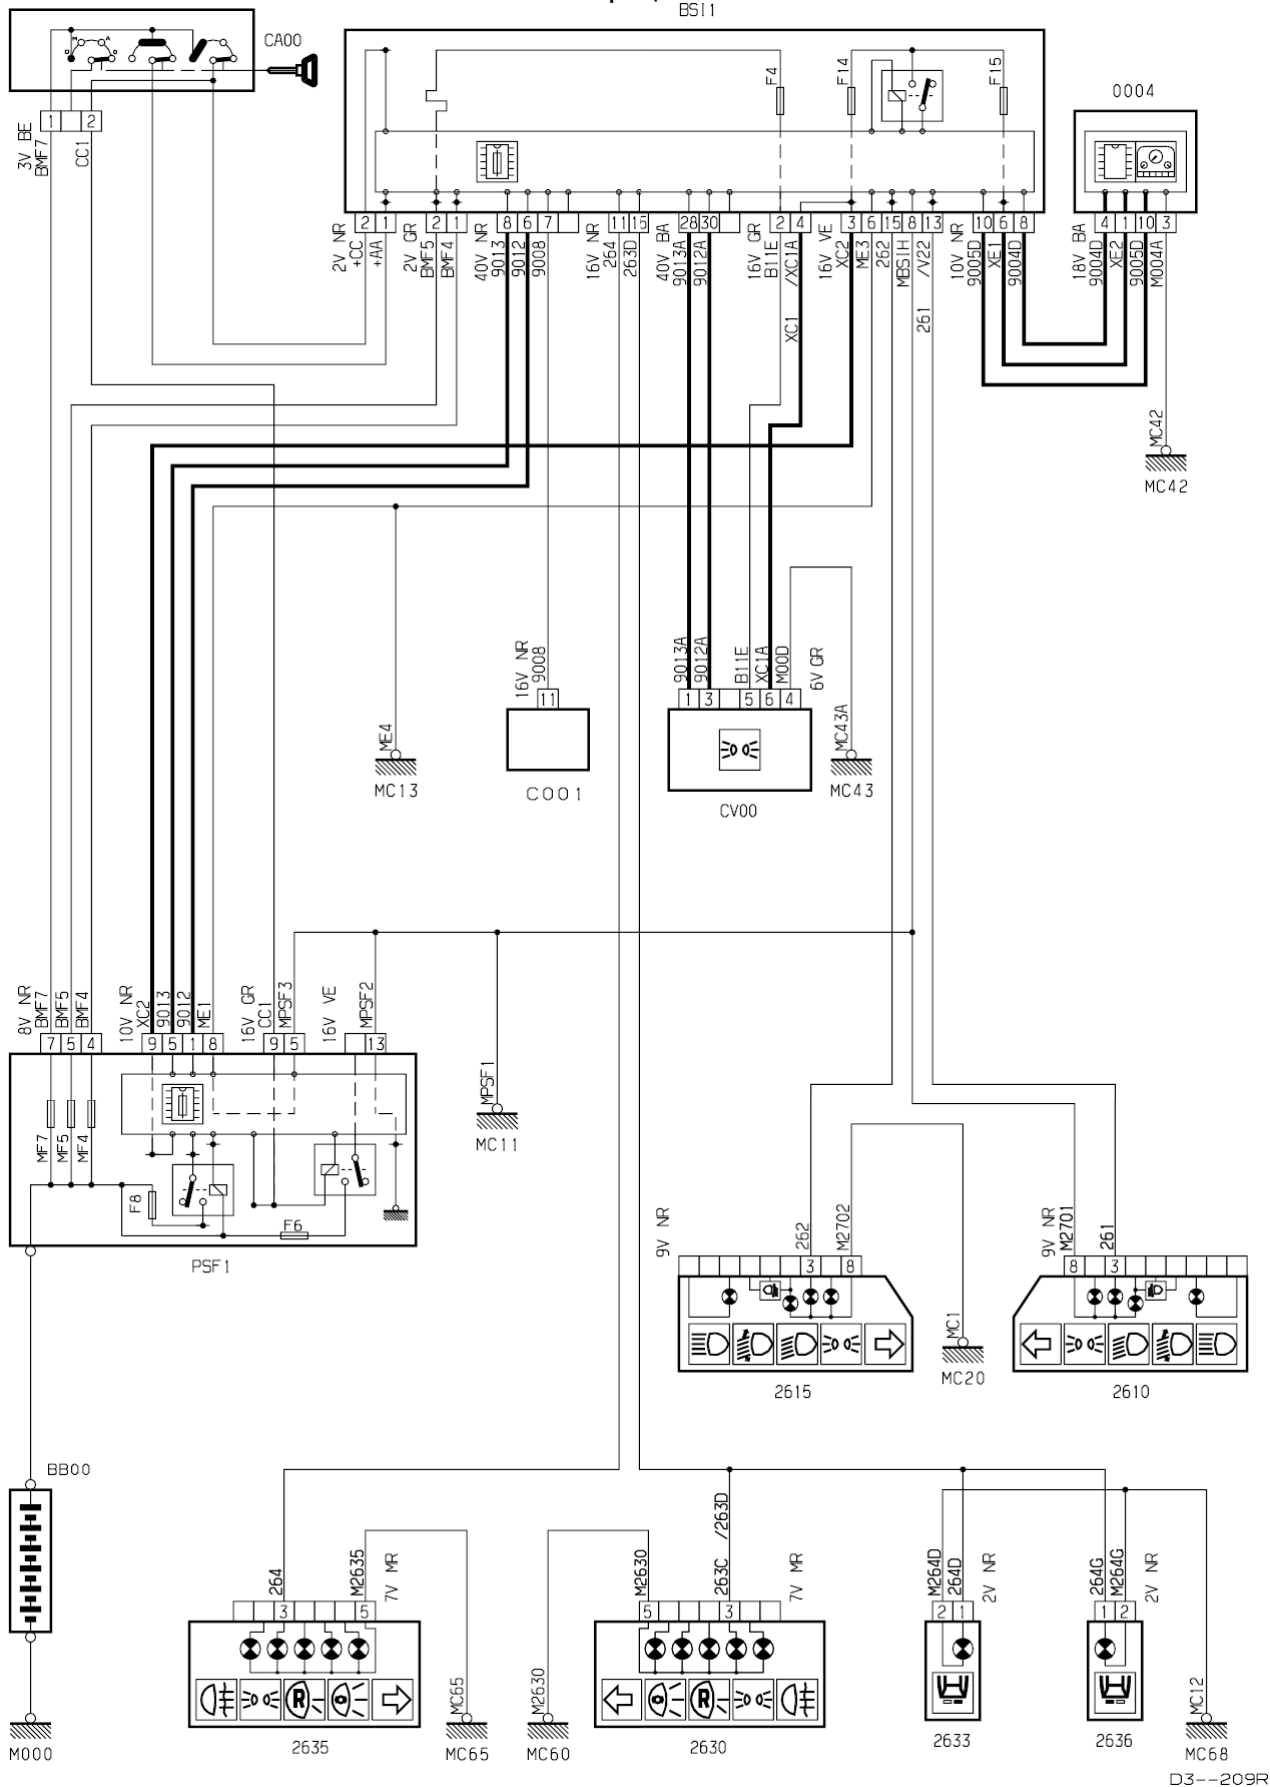 BSI1
CA00
M A
D D
F4
F14
F15
0004
1 2
3V BE
BMF7
CC1
2 1 2 1 8 6 7 11 15 28 30 2 4 3 6 15 8 13 10 6 8
4 1 10 3
2V NR
+CC
+AA
2V GR
BMF5
BMF4
40V NR
9013
9012
9008
16V NR
264
263D
40V BA
9013A
9012A
16V GR
B11E
XC1 /XC1A
16V VE
XC2
ME3
262
MBSIH
261 /V22
10V NR
9005D
XE1
9004D
18V BA
9004D
XE2
9005D
M004A
MC42
MC42
16V NR
9008
11
C001
9013A
9012A
B11E
XC1A
M00D
6V GR
1 3 5 6 4
CV00
MC43A
MC43
ME4
MC13
8V NR
BMF7
BMF5
BMF4
10V NR
XC2
9013
9012
ME1
16V GR
CC1
MPSF3
16V VE
MPSF2
7 5 4 9 5 1 8 9 5 13
MPSF1
MC11
MF7
MF5
MF4
F8
F6
PSF1
9V NR
262
M2702
3 8
2615
MC1
MC20
9V NR
M2701
261
8 3
2610
BB00
M000
264
M2635
7V MR
3 5
R
2635
MC65
MC65
M2630
MC60
M2630
263C /263D
7V MR
5 3
R
2630
M264D
264D
2V NR
2 1
2633
264G
M264G
2V NR
1 2
2636
MC12
MC68
D3--209R